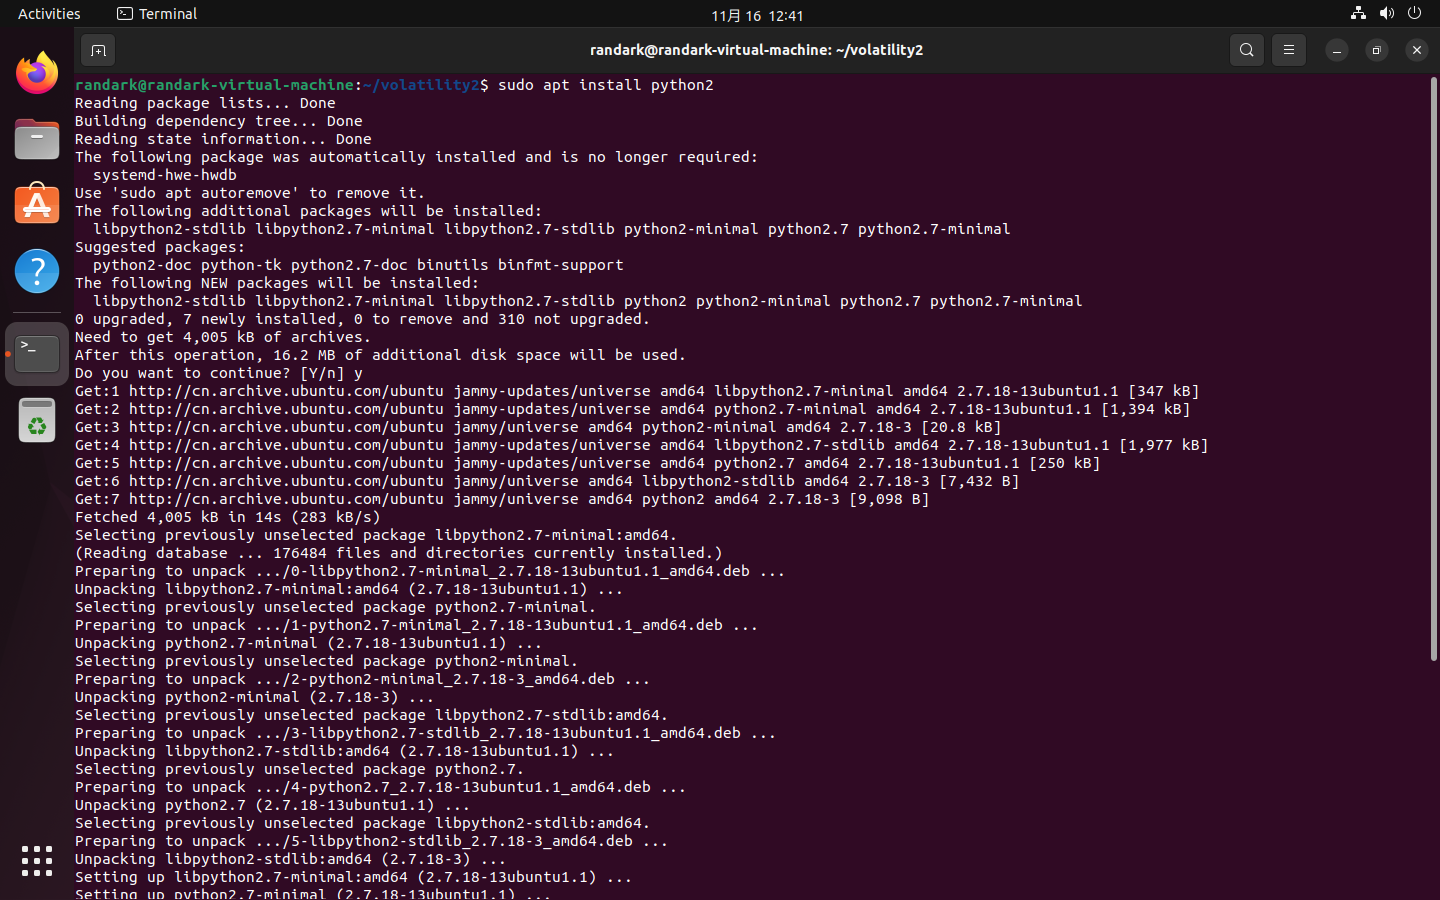 Activities
Terminal
11月 16 12:41
randark@randark-virtual-machine: ~/volatility2
randark@randark-virtual-machine:~/volatility2$ sudo apt install python2
Reading package lists... Done
Building dependency tree... Done
Reading state information... Done
The following package was automatically installed and is no longer required:
  systemd-hwe-hwdb
Use 'sudo apt autoremove' to remove it.
The following additional packages will be installed:
  libpython2-stdlib libpython2.7-minimal libpython2.7-stdlib python2-minimal python2.7 python2.7-minimal
Suggested packages:
  python2-doc python-tk python2.7-doc binutils binfmt-support
The following NEW packages will be installed:
  libpython2-stdlib libpython2.7-minimal libpython2.7-stdlib python2 python2-minimal python2.7 python2.7-minimal
0 upgraded, 7 newly installed, 0 to remove and 310 not upgraded.
Need to get 4,005 kB of archives.
After this operation, 16.2 MB of additional disk space will be used.
Do you want to continue? [Y/n] y
Get:1 http://cn.archive.ubuntu.com/ubuntu jammy-updates/universe amd64 libpython2.7-minimal amd64 2.7.18-13ubuntu1.1 [347 kB]
Get:2 http://cn.archive.ubuntu.com/ubuntu jammy-updates/universe amd64 python2.7-minimal amd64 2.7.18-13ubuntu1.1 [1,394 kB]
Get:3 http://cn.archive.ubuntu.com/ubuntu jammy/universe amd64 python2-minimal amd64 2.7.18-3 [20.8 kB]
Get:4 http://cn.archive.ubuntu.com/ubuntu jammy-updates/universe amd64 libpython2.7-stdlib amd64 2.7.18-13ubuntu1.1 [1,977 kB]
Get:5 http://cn.archive.ubuntu.com/ubuntu jammy-updates/universe amd64 python2.7 amd64 2.7.18-13ubuntu1.1 [250 kB]
Get:6 http://cn.archive.ubuntu.com/ubuntu jammy/universe amd64 libpython2-stdlib amd64 2.7.18-3 [7,432 B]
Get:7 http://cn.archive.ubuntu.com/ubuntu jammy/universe amd64 python2 amd64 2.7.18-3 [9,098 B]
Fetched 4,005 kB in 14s (283 kB/s)
Selecting previously unselected package libpython2.7-minimal:amd64.
(Reading database ... 176484 files and directories currently installed.)
Preparing to unpack .../0-libpython2.7-minimal_2.7.18-13ubuntu1.1_amd64.deb ...
Unpacking libpython2.7-minimal:amd64 (2.7.18-13ubuntu1.1) ...
Selecting previously unselected package python2.7-minimal.
Preparing to unpack .../1-python2.7-minimal_2.7.18-13ubuntu1.1_amd64.deb ...
Unpacking python2.7-minimal (2.7.18-13ubuntu1.1) ...
Selecting previously unselected package python2-minimal.
Preparing to unpack .../2-python2-minimal_2.7.18-3_amd64.deb ...
Unpacking python2-minimal (2.7.18-3) ...
Selecting previously unselected package libpython2.7-stdlib:amd64.
Preparing to unpack .../3-libpython2.7-stdlib_2.7.18-13ubuntu1.1_amd64.deb ...
Unpacking libpython2.7-stdlib:amd64 (2.7.18-13ubuntu1.1) ...
Selecting previously unselected package python2.7.
Preparing to unpack .../4-python2.7_2.7.18-13ubuntu1.1_amd64.deb ...
Unpacking python2.7 (2.7.18-13ubuntu1.1) ...
Selecting previously unselected package libpython2-stdlib:amd64.
Preparing to unpack .../5-libpython2-stdlib_2.7.18-3_amd64.deb ...
Unpacking libpython2-stdlib:amd64 (2.7.18-3) ...
Setting up libpython2.7-minimal:amd64 (2.7.18-13ubuntu1.1) ...
Setting up python2.7-minimal (2.7.18-13ubuntu1.1) ...